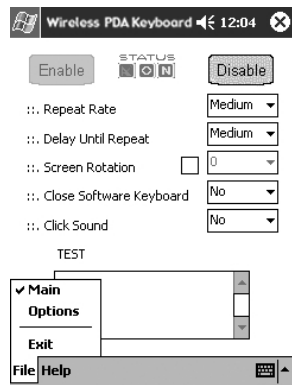 Wireless PDA Keyboard 12:04
Enable STATUS ON Disable
::. Repeat Rate Medium
::. Delay Until Repeat Medium
::. Screen Rotation 0
::. Close Software Keyboard No
::. Click Sound No
TEST
Main
Options
Exit
File Help